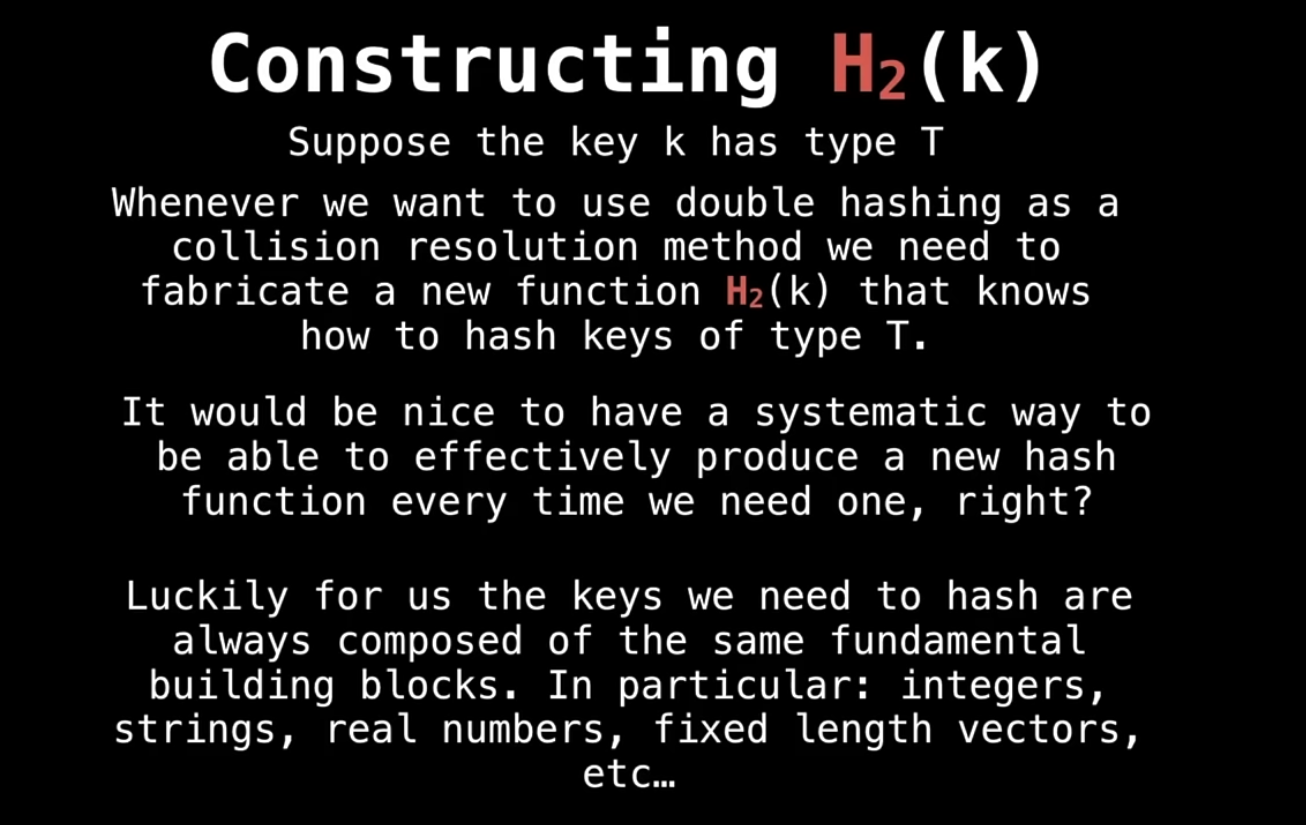 Constructing H₂(k)
Suppose the key k has type T
Whenever we want to use double hashing as a
collision resolution method we need to
fabricate a new function H₂(k) that knows
how to hash keys of type T.
It would be nice to have a systematic way to
be able to effectively produce a new hash
function every time we need one, right?
Luckily for us the keys we need to hash are
always composed of the same fundamental
building blocks. In particular: integers,
strings, real numbers, fixed length vectors,
etc…